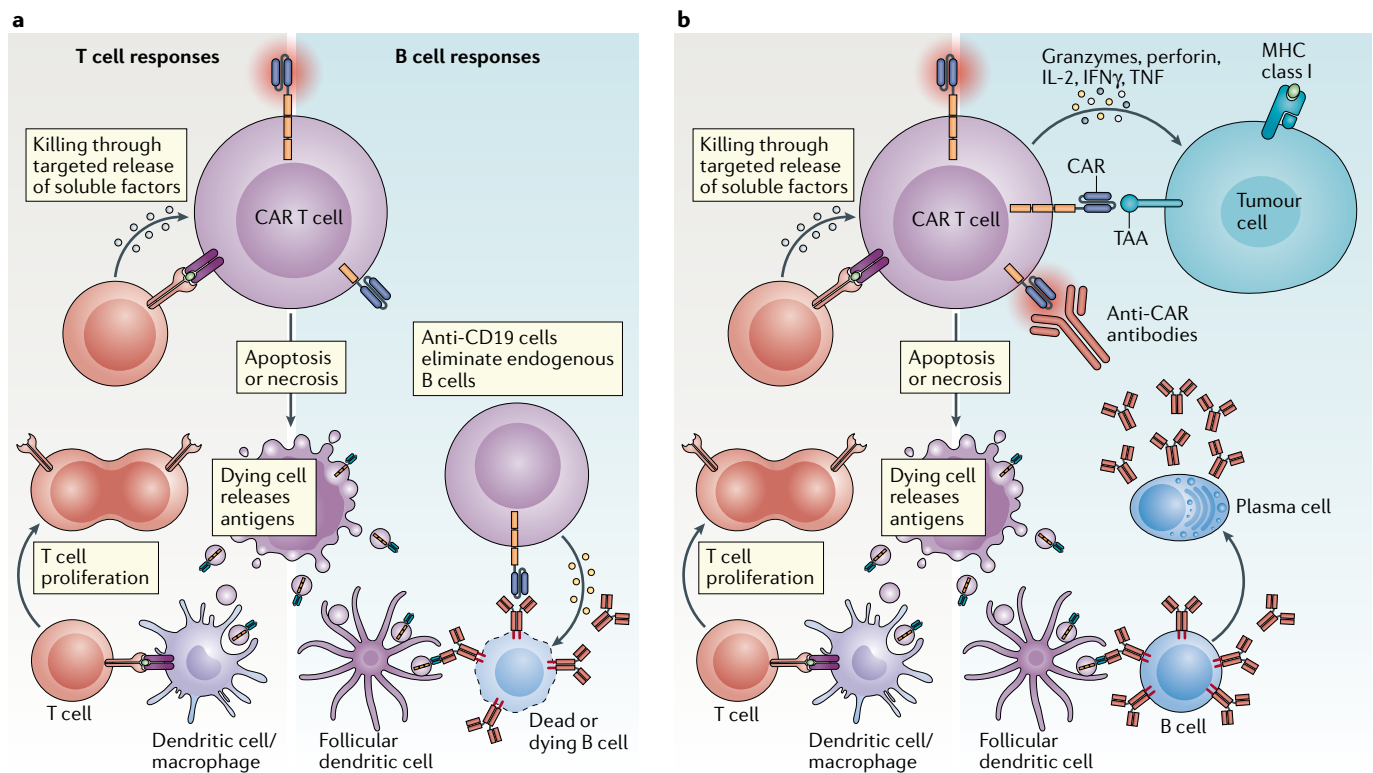 a
T cell responses
B cell responses
Killing through
targeted release
of soluble factors
CAR T cell
Apoptosis
or necrosis
Anti-CD19 cells
eliminate endogenous
B cells
Dying cell
releases
antigens
T cell
proliferation
T cell
Dendritic cell/
macrophage
Follicular
dendritic cell
Dead or
dying B cell
b
Granzymes, perforin,
IL-2, IFNγ, TNF
MHC
class I
Killing through
targeted release
of soluble factors
CAR T cell
CAR
TAA
Tumour
cell
Anti-CAR
antibodies
Apoptosis
or necrosis
Dying cell
releases
antigens
Plasma cell
T cell
proliferation
T cell
Dendritic cell/
macrophage
Follicular
dendritic cell
B cell